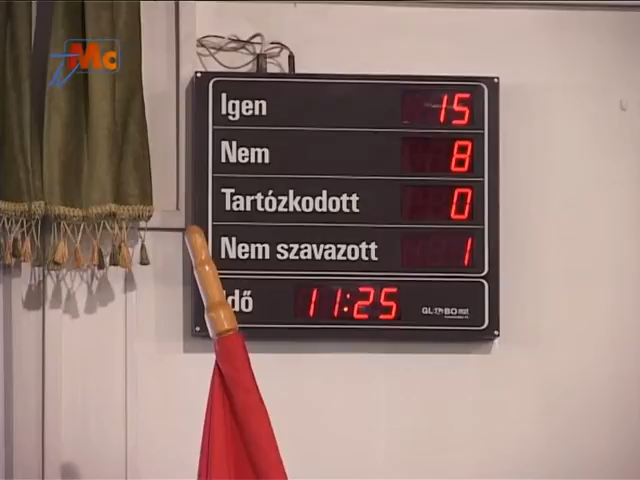 Mc
Igen 15
Nem 8
Tartózkodott 0
Nem szavazott 1
Idő 11:25